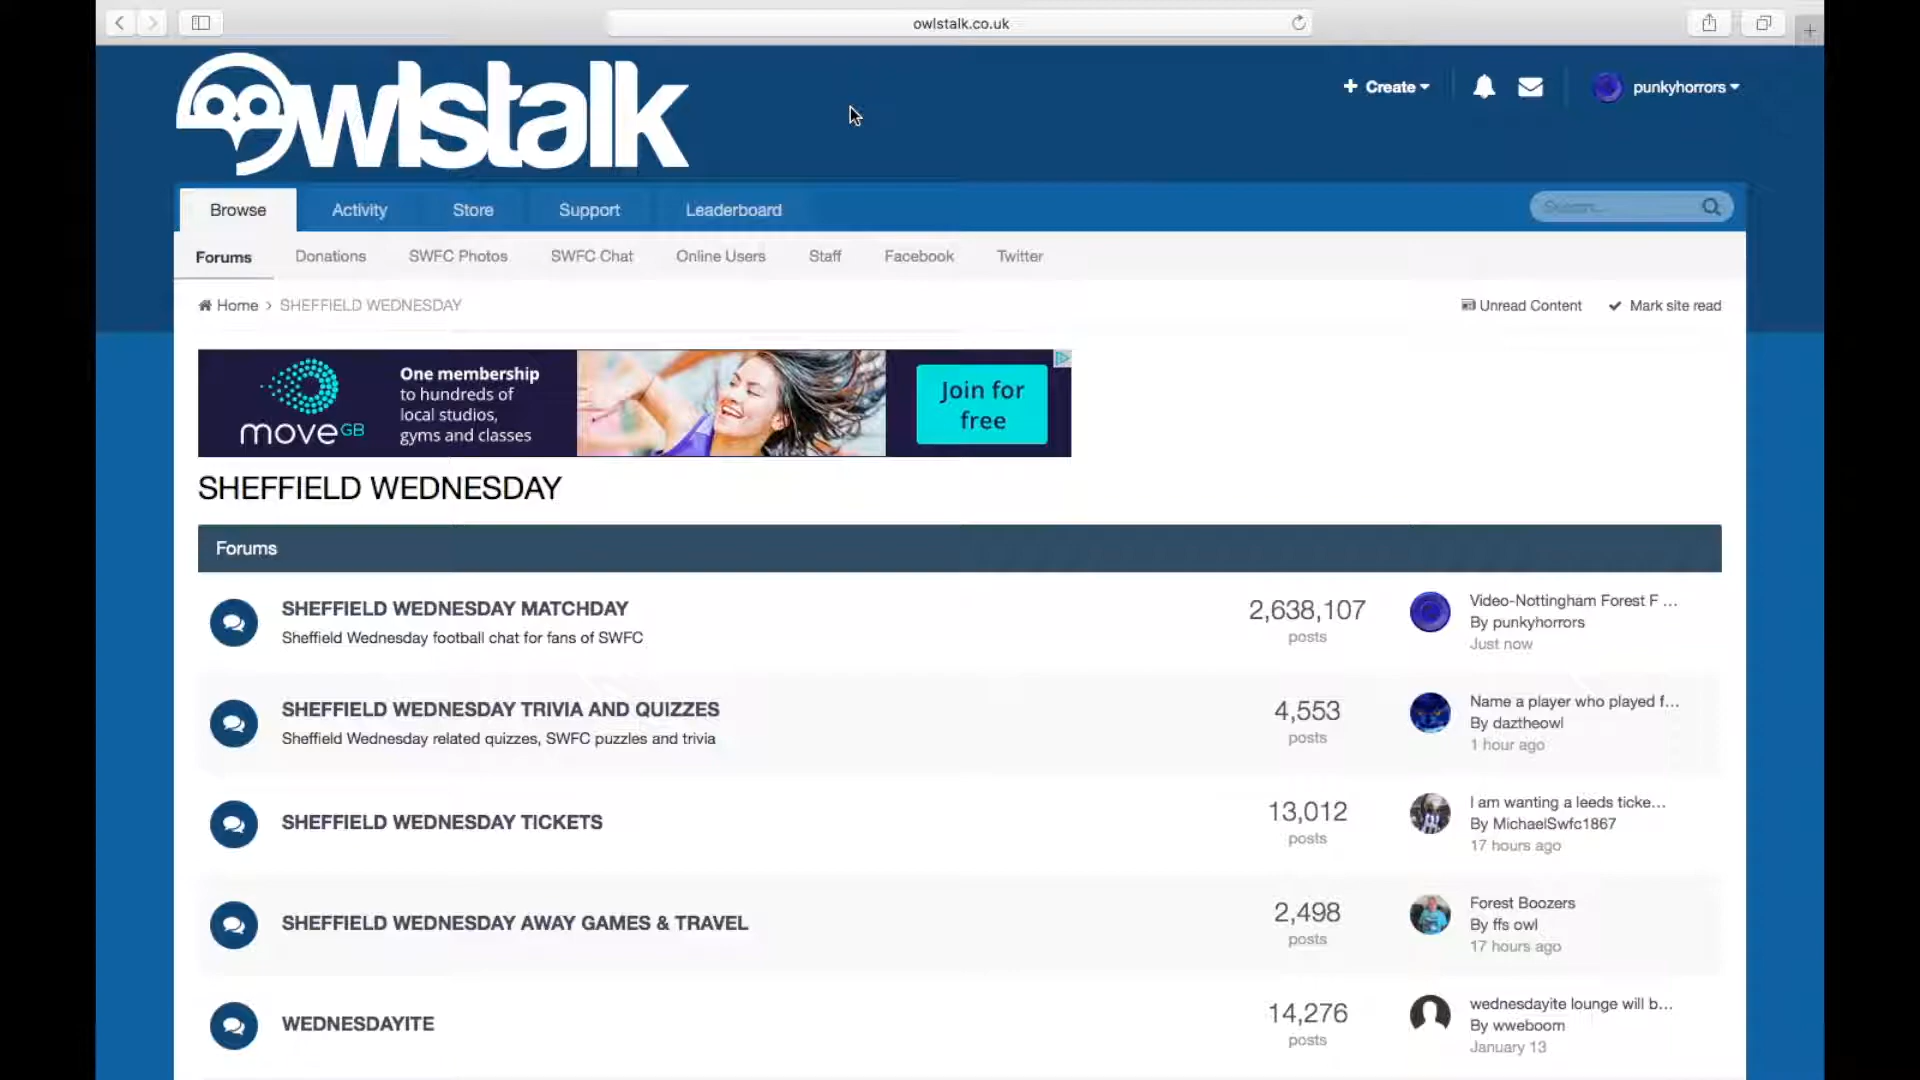 owlstalk.co.uk
owlstalk
+ Create
punkyhorrors
Browse
Activity
Store
Support
Leaderboard
Search...
Forums
Donations
SWFC Photos
SWFC Chat
Online Users
Staff
Facebook
Twitter
Home > SHEFFIELD WEDNESDAY
Unread Content
Mark site read
moveGB
One membership
to hundreds of
local studios,
gyms and classes
Join for
free
SHEFFIELD WEDNESDAY
Forums
SHEFFIELD WEDNESDAY MATCHDAY
Sheffield Wednesday football chat for fans of SWFC
2,638,107
posts
Video-Nottingham Forest F ...
By punkyhorrors
Just now
SHEFFIELD WEDNESDAY TRIVIA AND QUIZZES
Sheffield Wednesday related quizzes, SWFC puzzles and trivia
4,553
posts
Name a player who played f...
By daztheowl
1 hour ago
SHEFFIELD WEDNESDAY TICKETS
13,012
posts
I am wanting a leeds ticke...
By MichaelSwfc1867
17 hours ago
SHEFFIELD WEDNESDAY AWAY GAMES & TRAVEL
2,498
posts
Forest Boozers
By ffs owl
17 hours ago
WEDNESDAYITE
14,276
posts
wednesdayite lounge will b...
By wweboom
January 13